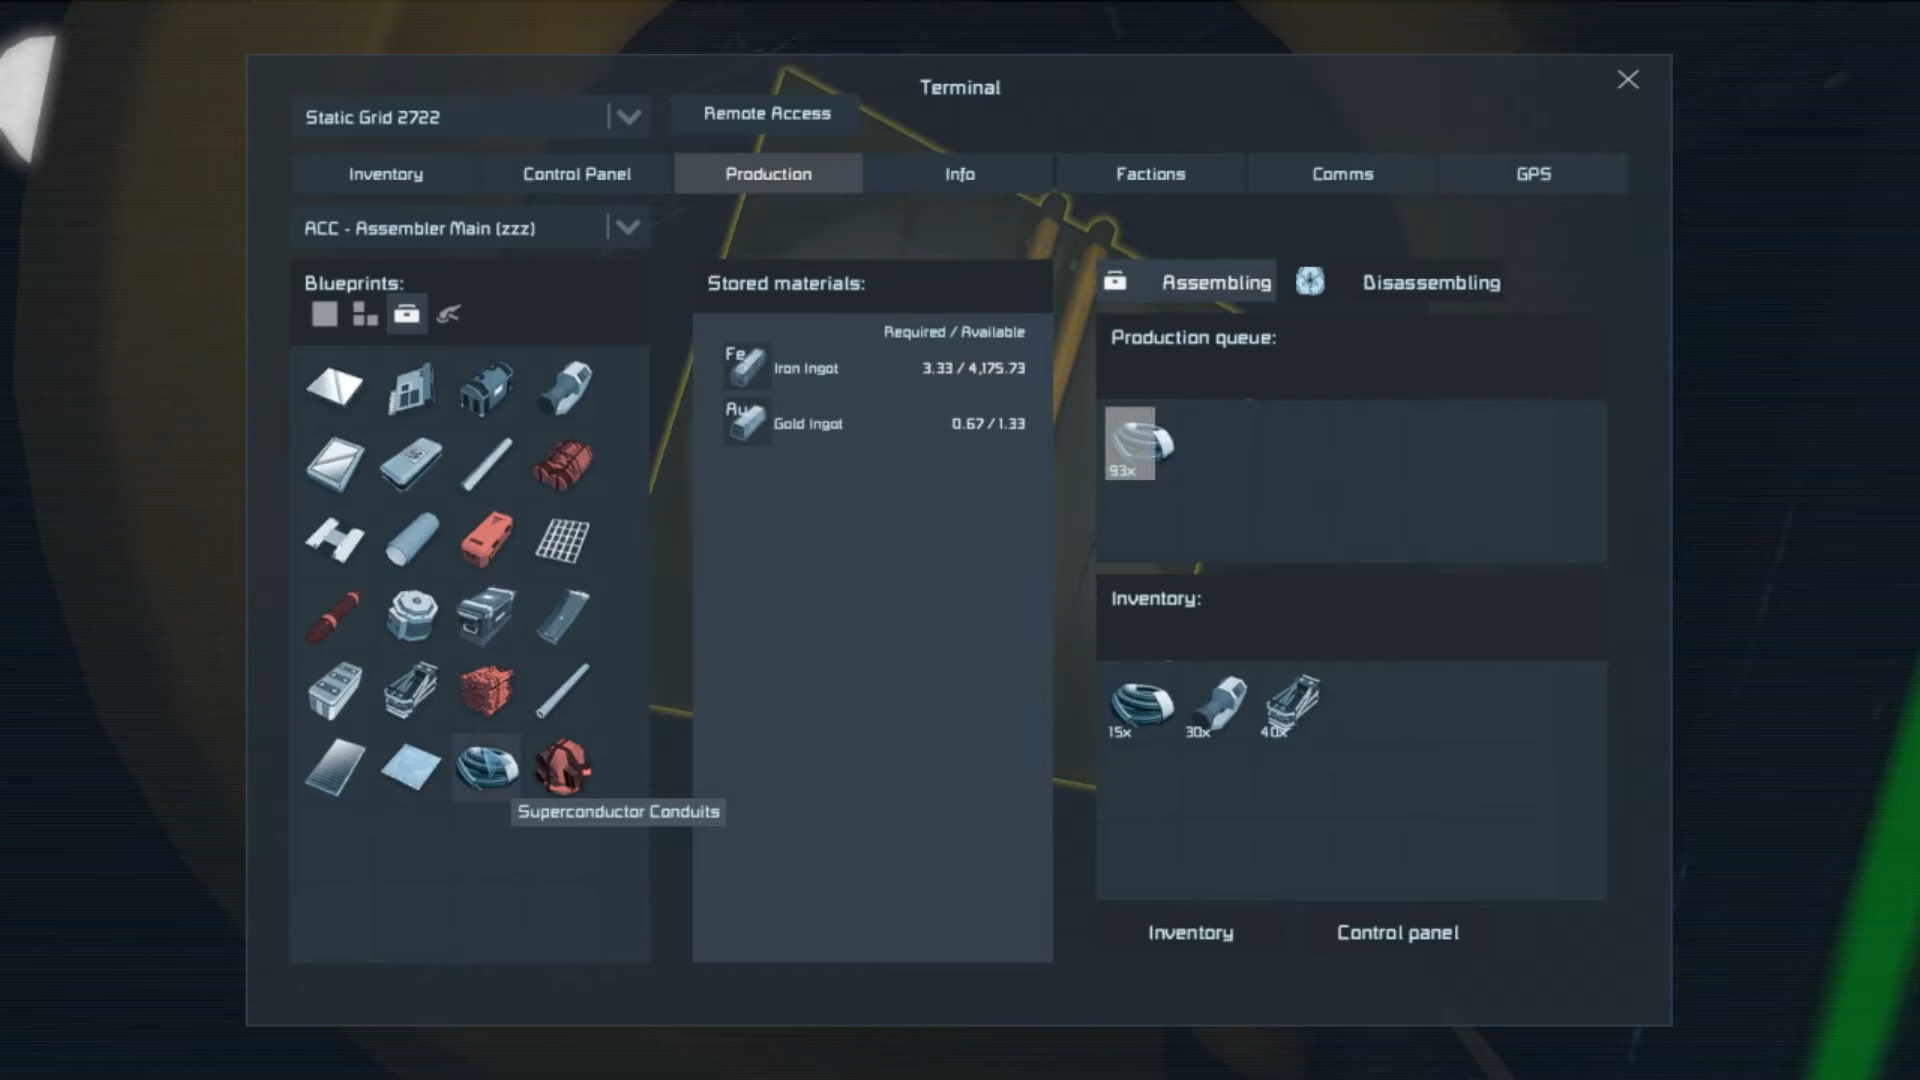 Terminal
Static Grid 2722
Remote Access
Inventory
Control Panel
Production
Info
Factions
Comms
GPS
ACC - Assembler Main (zzz)
Blueprints:
Stored materials:
Assembling
Disassembling
Required / Available
Fe
Iron Ingot
3.33 / 4,175.73
Au
Gold Ingot
0.67 / 1.33
Production queue:
93x
Inventory:
15x
30x
40x
Superconductor Conduits
Inventory
Control panel